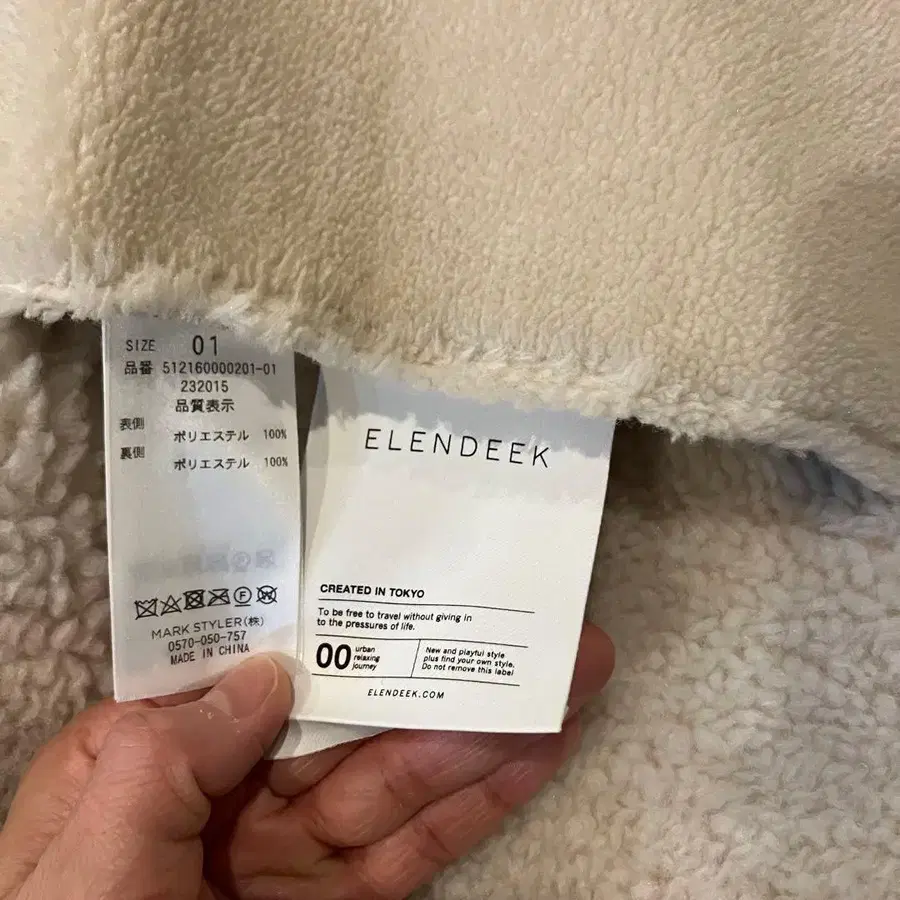 SIZE 01
品番 512160000201-01
232015
品質表示
表側
ポリエステル 100%
裏側
ポリエステル 100%
MARK STYLER(株)
0570-050-757
MADE IN CHINA
ELENDEEK
CREATED IN TOKYO
To be free to travel without giving in
to the pressures of life.
00 urban
relaxing
journey
New and playful style
plus find your own style.
Do not remove this label
ELENDEEK.COM